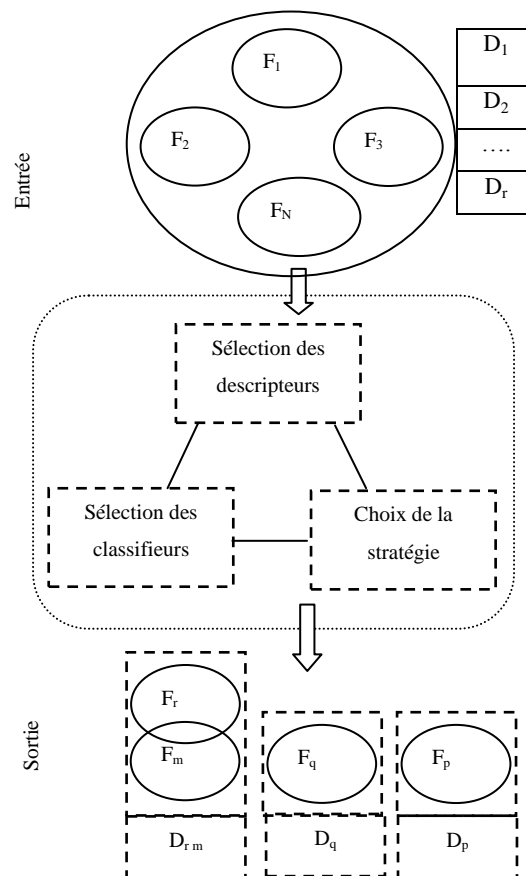 Entrée
F1
F2
F3
FN
D1
D2
....
Dr
Sélection des
descripteurs
Sélection des
classifieurs
Choix de la
stratégie
Sortie
Fr
Fm
Fq
Fp
Dr m
Dq
Dp